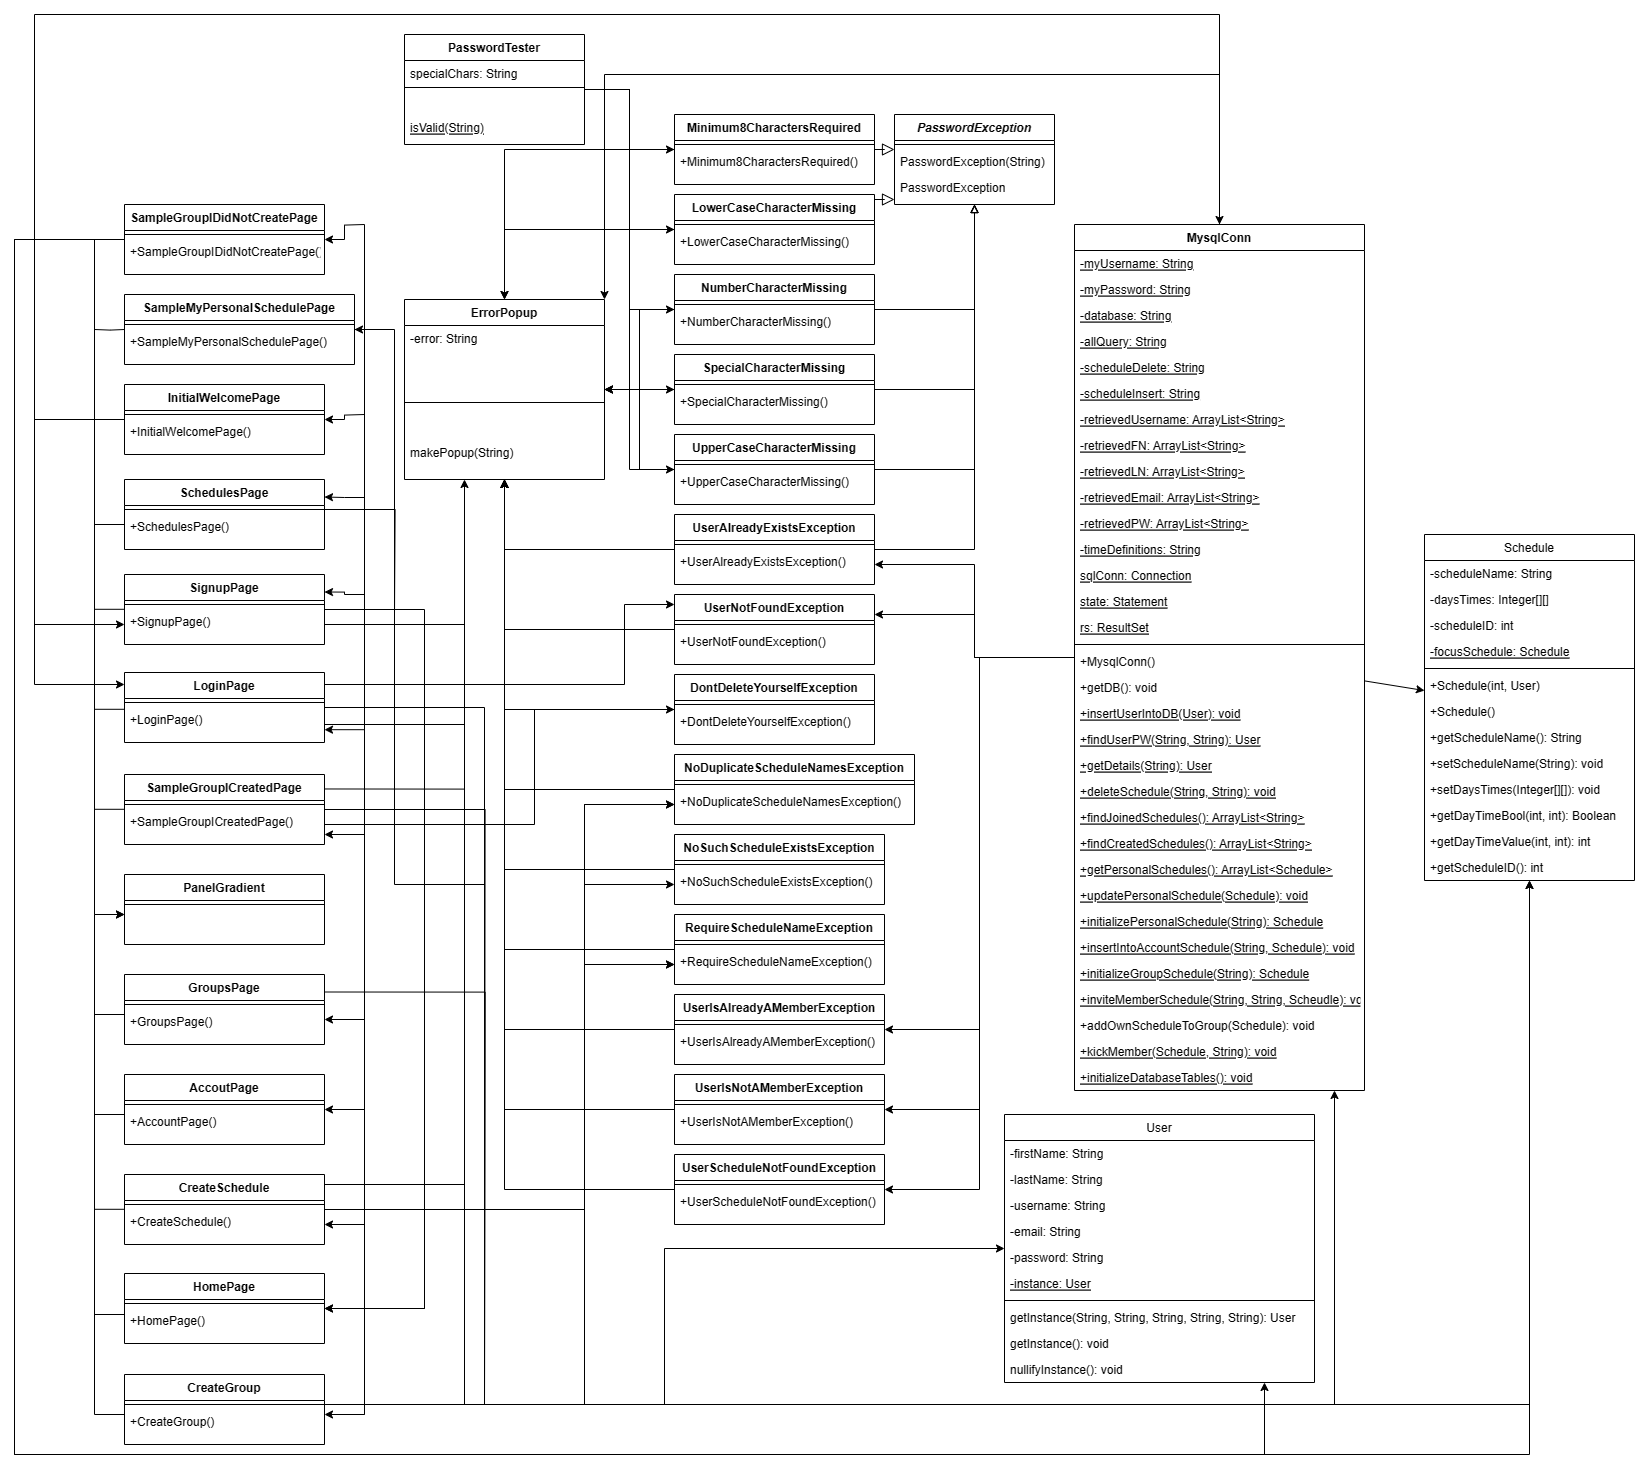 PasswordTester
specialChars: String
isValid(String)
Minimum8CharactersRequired
+Minimum8CharactersRequired()
PasswordException
PasswordException(String)
PasswordException
LowerCaseCharacterMissing
+LowerCaseCharacterMissing()
NumberCharacterMissing
+NumberCharacterMissing()
SpecialCharacterMissing
+SpecialCharacterMissing()
UpperCaseCharacterMissing
+UpperCaseCharacterMissing()
UserAlreadyExistsException
+UserAlreadyExistsException()
UserNotFoundException
+UserNotFoundException()
DontDeleteYourselfException
+DontDeleteYourselfException()
NoDuplicateScheduleNamesException
+NoDuplicateScheduleNamesException()
NoSuchScheduleExistsException
+NoSuchScheduleExistsException()
RequireScheduleNameException
+RequireScheduleNameException()
UserIsAlreadyAMemberException
+UserIsAlreadyAMemberException()
UserIsNotAMemberException
+UserIsNotAMemberException()
UserScheduleNotFoundException
+UserScheduleNotFoundException()
ErrorPopup
-error: String
makePopup(String)
SampleGroupIDidNotCreatePage
+SampleGroupIDidNotCreatePage()
SampleMyPersonalSchedulePage
+SampleMyPersonalSchedulePage()
InitialWelcomePage
+InitialWelcomePage()
SchedulesPage
+SchedulesPage()
SignupPage
+SignupPage()
LoginPage
+LoginPage()
SampleGroupICreatedPage
+SampleGroupICreatedPage()
PanelGradient
GroupsPage
+GroupsPage()
AccoutPage
+AccountPage()
CreateSchedule
+CreateSchedule()
HomePage
+HomePage()
CreateGroup
+CreateGroup()
MysqlConn
-myUsername: String
-myPassword: String
-database: String
-allQuery: String
-scheduleDelete: String
-scheduleInsert: String
-retrievedUsername: ArrayList<String>
-retrievedFN: ArrayList<String>
-retrievedLN: ArrayList<String>
-retrievedEmail: ArrayList<String>
-retrievedPW: ArrayList<String>
-timeDefinitions: String
sqlConn: Connection
state: Statement
rs: ResultSet
+MysqlConn()
+getDB(): void
+insertUserIntoDB(User): void
+findUserPW(String, String): User
+getDetails(String): User
+deleteSchedule(String, String): void
+findJoinedSchedules(): ArrayList<String>
+findCreatedSchedules(): ArrayList<String>
+getPersonalSchedules(): ArrayList<Schedule>
+updatePersonalSchedule(Schedule): void
+initializePersonalSchedule(String): Schedule
+insertIntoAccountSchedule(String, Schedule): void
+initializeGroupSchedule(String): Schedule
+inviteMemberSchedule(String, String, Scheudle):
+addOwnScheduleToGroup(Schedule): void
+kickMember(Schedule, String): void
+initializeDatabaseTables(): void
Schedule
-scheduleName: String
-daysTimes: Integer[][]
-scheduleID: int
-focusSchedule: Schedule
+Schedule(int, User)
+Schedule()
+getScheduleName(): String
+setScheduleName(String): void
+setDaysTimes(Integer[][]): void
+getDayTimeBool(int, int): Boolean
+getDayTimeValue(int, int): int
+getScheduleID(): int
User
-firstName: String
-lastName: String
-username: String
-email: String
-password: String
-instance: User
getInstance(String, String, String, String, String): User
getInstance(): void
nullifyInstance(): void